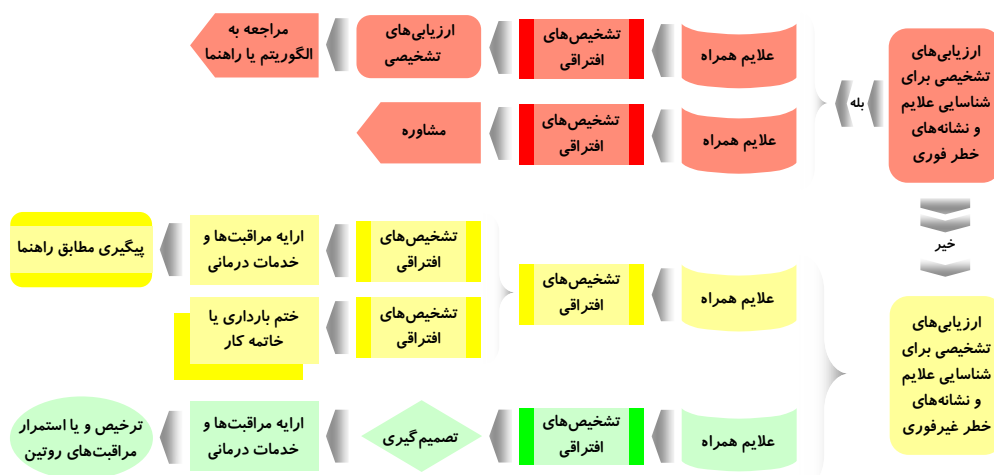 ارزیابی‌های
تشخیصی برای
شناسایی علایم
و نشانه‌های
خطر فوری
بله
علایم همراه
تشخیص‌های
افتراقی
ارزیابی‌های
تشخیصی
مراجعه به
الگوریتم یا راهنما
علایم همراه
تشخیص‌های
افتراقی
مشاوره
خیر
ارزیابی‌های
تشخیصی برای
شناسایی علایم
و نشانه‌های
خطر غیرفوری
علایم همراه
تشخیص‌های
افتراقی
تشخیص‌های
افتراقی
ارایه مراقبت‌ها و
خدمات درمانی
پیگیری مطابق راهنما
تشخیص‌های
افتراقی
ختم بارداری یا
خاتمه کار
علایم همراه
تشخیص‌های
افتراقی
تصمیم‌گیری
ارایه مراقبت‌ها و
خدمات درمانی
ترخیص و یا استمرار
مراقبت‌های روتین